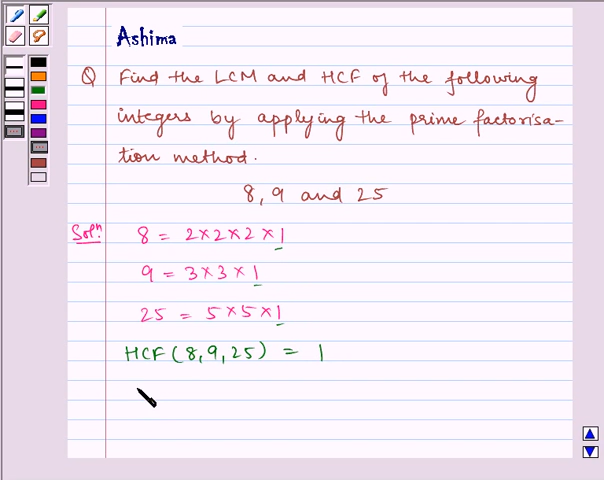 Ashima
Q Find the LCM and HCF of the following
integers by applying the prime factorisa-
tion method.
8, 9 and 25
Solⁿ. 8 = 2×2×2×1
9 = 3×3×1
25 = 5×5×1
HCF (8,9,25) = 1